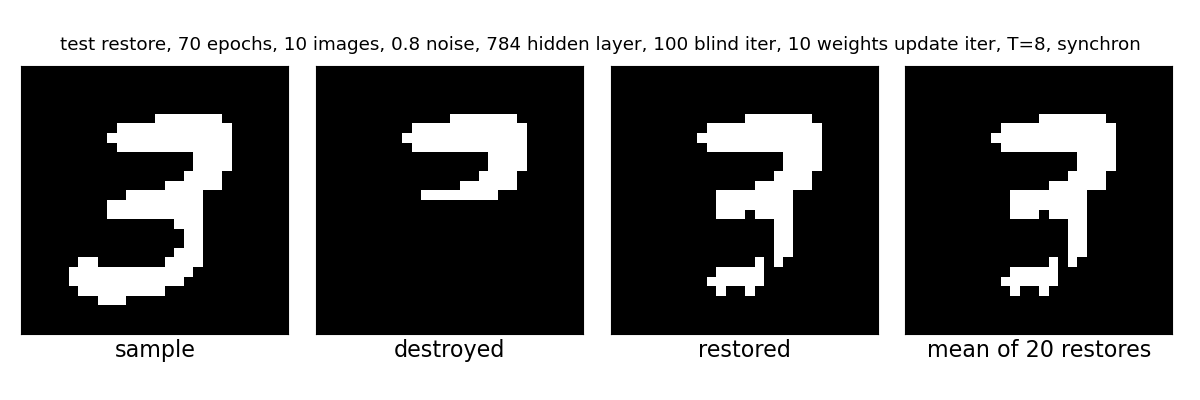 test restore, 70 epochs, 10 images, 0.8 noise, 784 hidden layer, 100 blind iter, 10 weights update iter, T=8, synchron
sample
destroyed
restored
mean of 20 restores